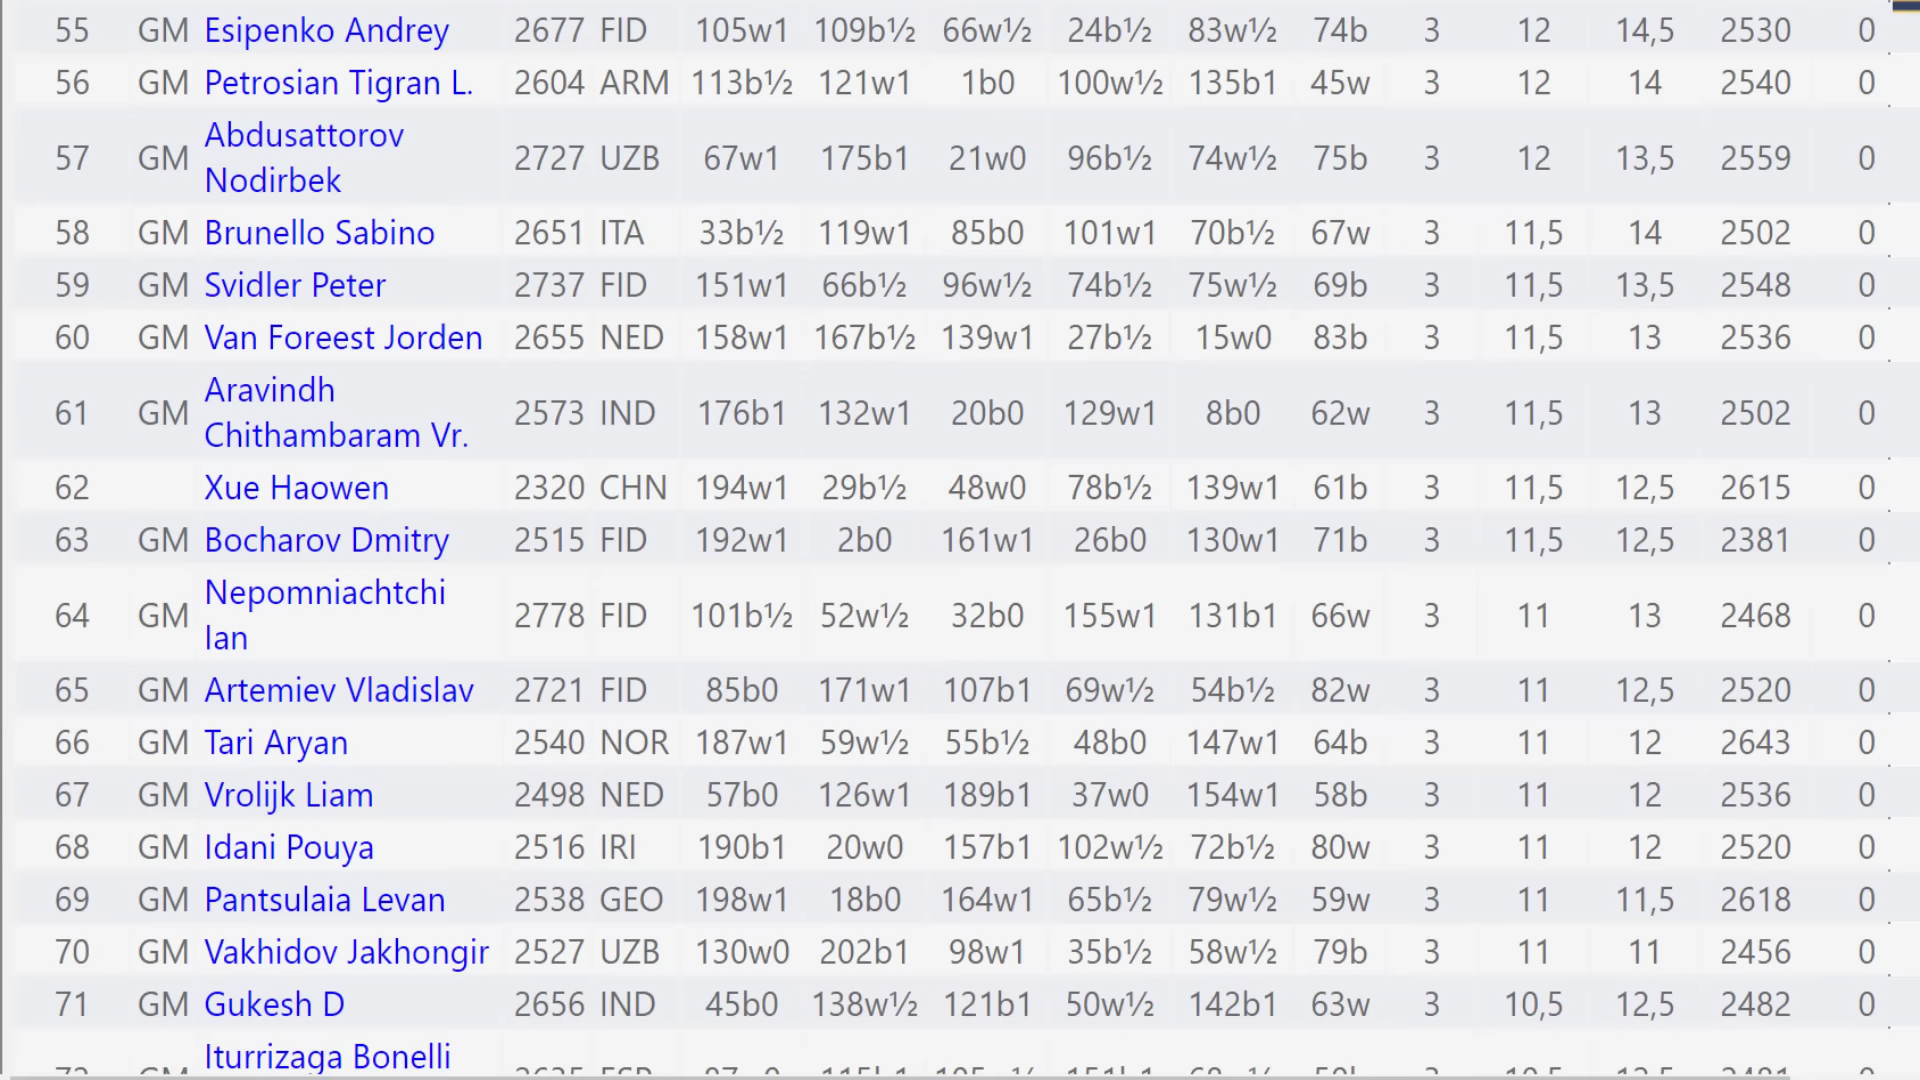 55 GM Esipenko Andrey 2677 FID 105w1 109b½ 66w½ 24b½ 83w½ 74b 3 12 14,5 2530 0
56 GM Petrosian Tigran L. 2604 ARM 113b½ 121w1 1b0 100w½ 135b1 45w 3 12 14 2540 0
57 GM Abdusattorov
Nodirbek 2727 UZB 67w1 175b1 21w0 96b½ 74w½ 75b 3 12 13,5 2559 0
58 GM Brunello Sabino 2651 ITA 33b½ 119w1 85b0 101w1 70b½ 67w 3 11,5 14 2502 0
59 GM Svidler Peter 2737 FID 151w1 66b½ 96w½ 74b½ 75w½ 69b 3 11,5 13,5 2548 0
60 GM Van Foreest Jorden 2655 NED 158w1 167b½ 139w1 27b½ 15w0 83b 3 11,5 13 2536 0
61 GM Aravindh
Chithambaram Vr. 2573 IND 176b1 132w1 20b0 129w1 8b0 62w 3 11,5 13 2502 0
62 Xue Haowen 2320 CHN 194w1 29b½ 48w0 78b½ 139w1 61b 3 11,5 12,5 2615 0
63 GM Bocharov Dmitry 2515 FID 192w1 2b0 161w1 26b0 130w1 71b 3 11,5 12,5 2381 0
64 GM Nepomniachtchi
Ian 2778 FID 101b½ 52w½ 32b0 155w1 131b1 66w 3 11 13 2468 0
65 GM Artemiev Vladislav 2721 FID 85b0 171w1 107b1 69w½ 54b½ 82w 3 11 12,5 2520 0
66 GM Tari Aryan 2540 NOR 187w1 59w½ 55b½ 48b0 147w1 64b 3 11 12 2643 0
67 GM Vrolijk Liam 2498 NED 57b0 126w1 189b1 37w0 154w1 58b 3 11 12 2536 0
68 GM Idani Pouya 2516 IRI 190b1 20w0 157b1 102w½ 72b½ 80w 3 11 12 2520 0
69 GM Pantsulaia Levan 2538 GEO 198w1 18b0 164w1 65b½ 79w½ 59w 3 11 11,5 2618 0
70 GM Vakhidov Jakhongir 2527 UZB 130w0 202b1 98w1 35b½ 58w½ 79b 3 11 11 2456 0
71 GM Gukesh D 2656 IND 45b0 138w½ 121b1 50w½ 142b1 63w 3 10,5 12,5 2482 0
Iturrizaga Bonelli